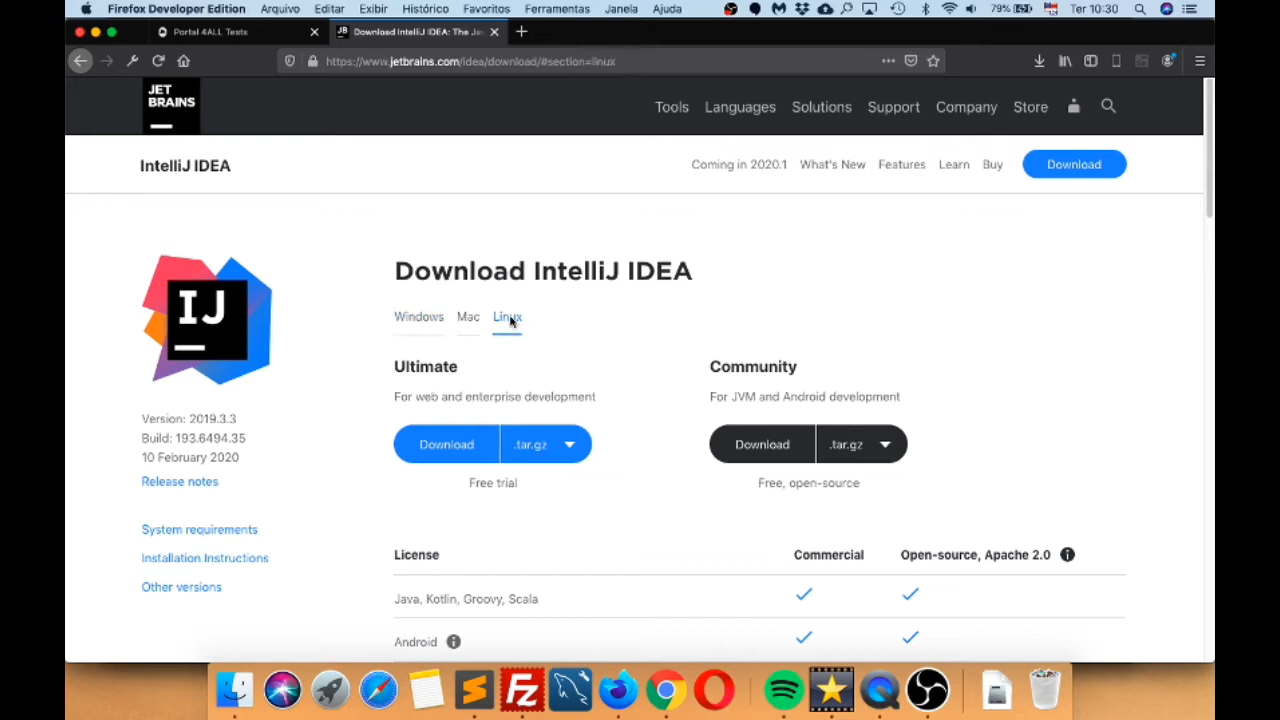 Firefox Developer Edition Arquivo Editar Exibir Histórico Favoritos Ferramentas Janela Ajuda 79% Ter 10:30
Portal 4ALL Tests
JB Download IntelliJ IDEA: The Ja
https://www.jetbrains.com/idea/download/#section=linux
JET
BRAINS
Tools Languages Solutions Support Company Store
IntelliJ IDEA
Coming in 2020.1 What's New Features Learn Buy Download
IJ
Download IntelliJ IDEA
Windows Mac Linux
Ultimate
For web and enterprise development
Download .tar.gz
Free trial
Community
For JVM and Android development
Download .tar.gz
Free, open-source
Version: 2019.3.3
Build: 193.6494.35
10 February 2020
Release notes
System requirements
Installation Instructions
Other versions
License Commercial Open-source, Apache 2.0
Java, Kotlin, Groovy, Scala
Android
Fz